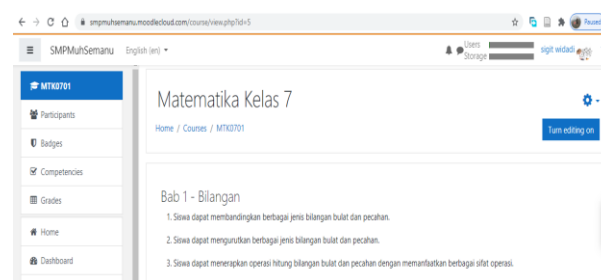 smpmuhsemanu.moodlecloud.com/course/view.php?id=5
Paused
SMPMuhSemanu English (en)
Users
Storage
sigit widadi
MTK0701
Participants
Badges
Competencies
Grades
Home
Dashboard
Matematika Kelas 7
Home / Courses / MTK0701
Turn editing on
Bab 1 - Bilangan
1. Siswa dapat membandingkan berbagai jenis bilangan bulat dan pecahan.
2. Siswa dapat mengurutkan berbagai jenis bilangan bulat dan pecahan.
3. Siswa dapat menerapkan operasi hitung bilangan bulat dan pecahan dengan memanfaatkan berbagai sifat operasi.